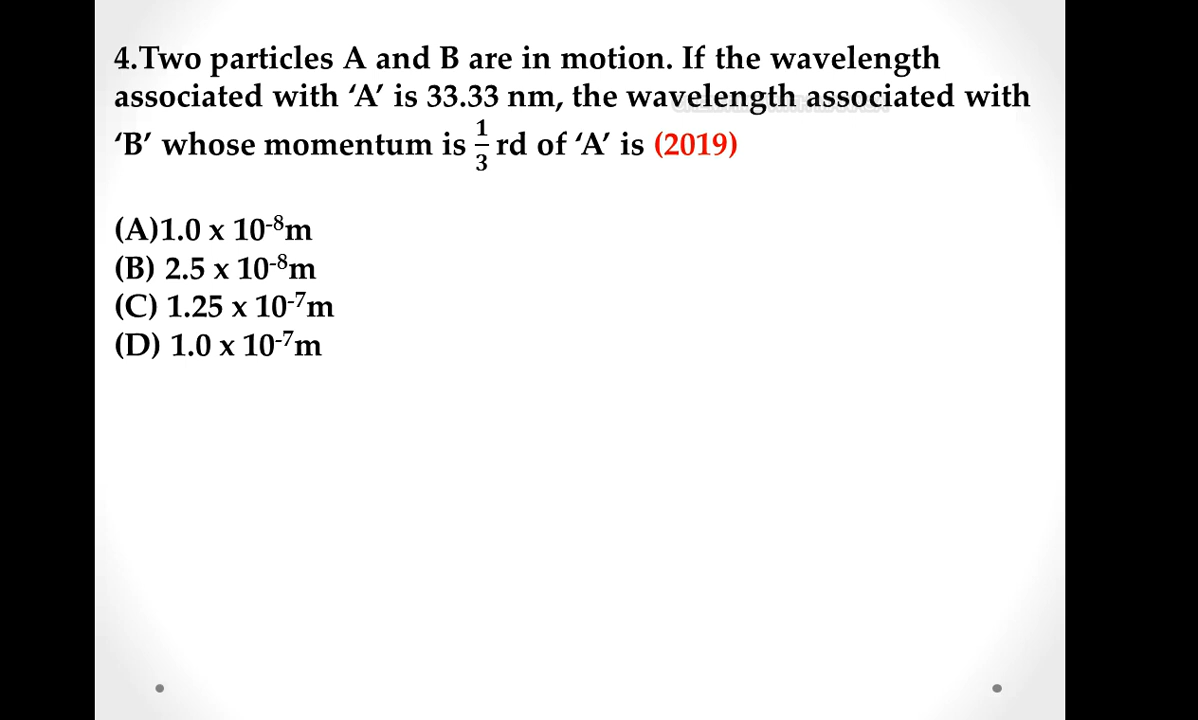 4.Two particles A and B are in motion. If the wavelength
associated with ‘A’ is 33.33 nm, the wavelength associated with
‘B’ whose momentum is 1/3 rd of ‘A’ is (2019)
(A)1.0 x 10⁻⁸m
(B) 2.5 x 10⁻⁸m
(C) 1.25 x 10⁻⁷m
(D) 1.0 x 10⁻⁷m